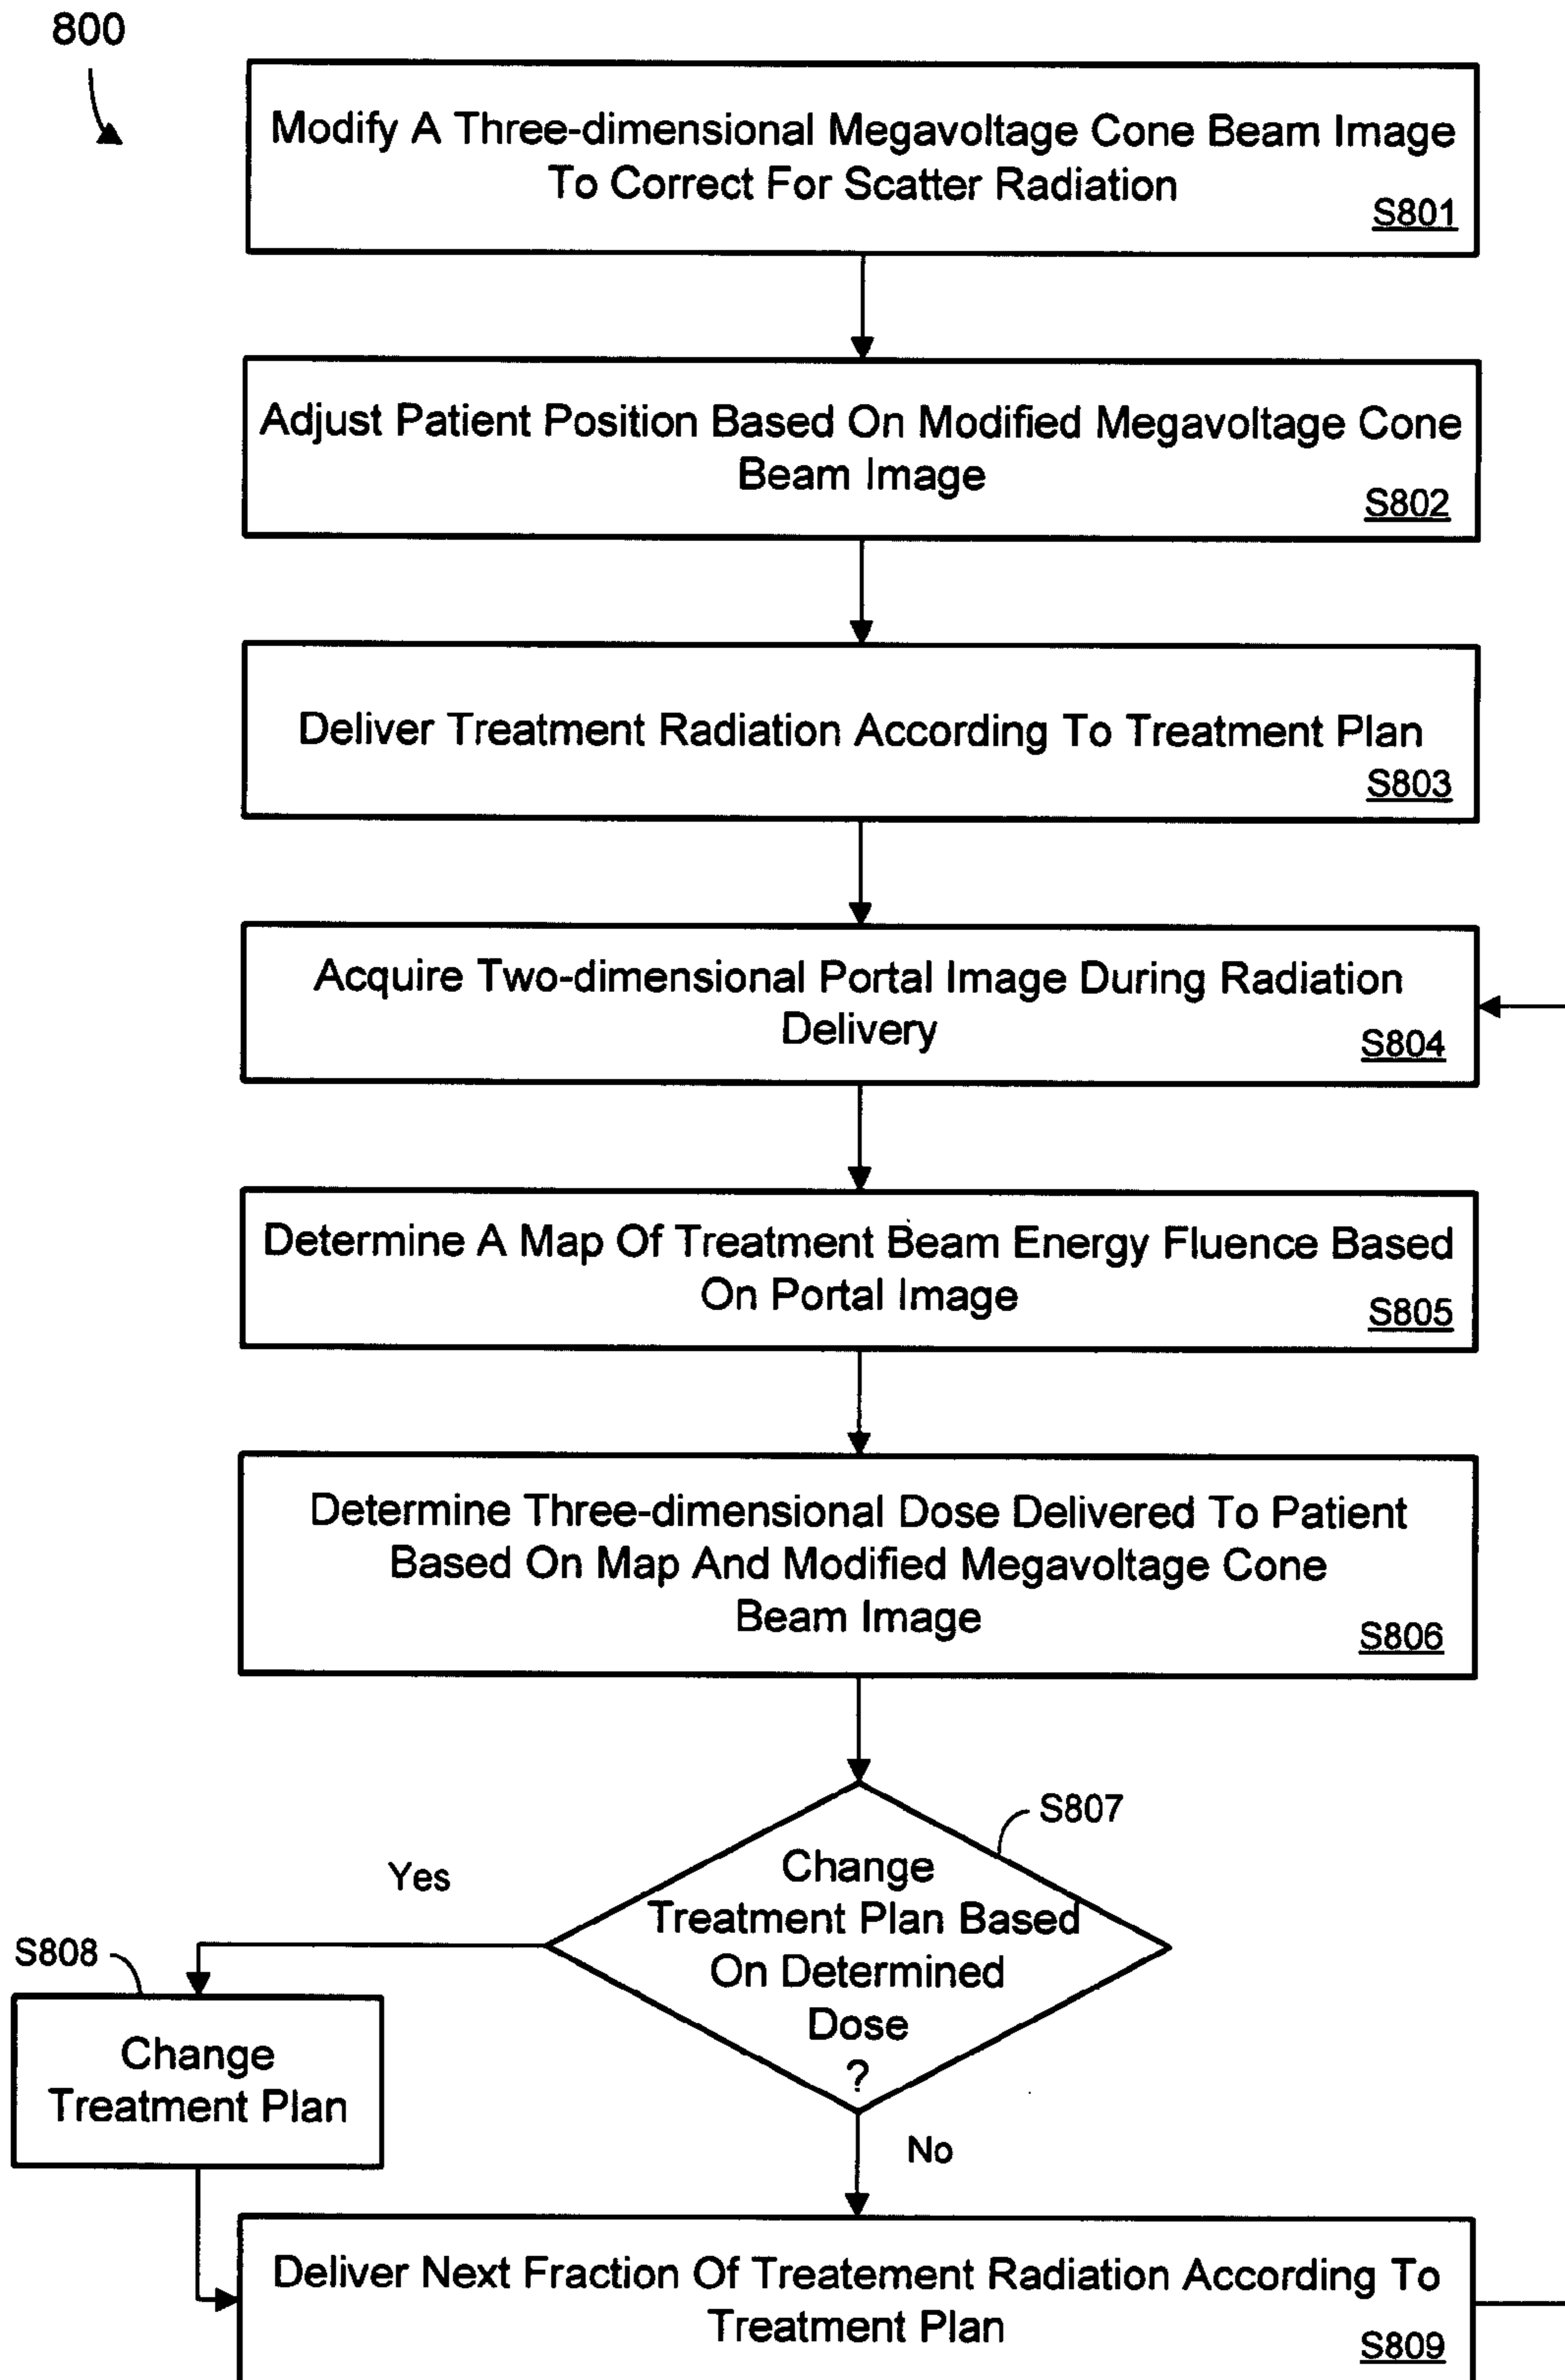 800
Modify A Three-dimensional Megavoltage Cone Beam Image
To Correct For Scatter Radiation
S801
Adjust Patient Position Based On Modified Megavoltage Cone
Beam Image
S802
Deliver Treatment Radiation According To Treatment Plan
S803
Acquire Two-dimensional Portal Image During Radiation
Delivery
S804
Determine A Map Of Treatment Beam Energy Fluence Based
On Portal Image
S805
Determine Three-dimensional Dose Delivered To Patient
Based On Map And Modified Megavoltage Cone
Beam Image
S806
S807
Change
Treatment Plan Based
On Determined
Dose
?
Yes
S808
Change
Treatment Plan
No
Deliver Next Fraction Of Treatement Radiation According To
Treatment Plan
S809